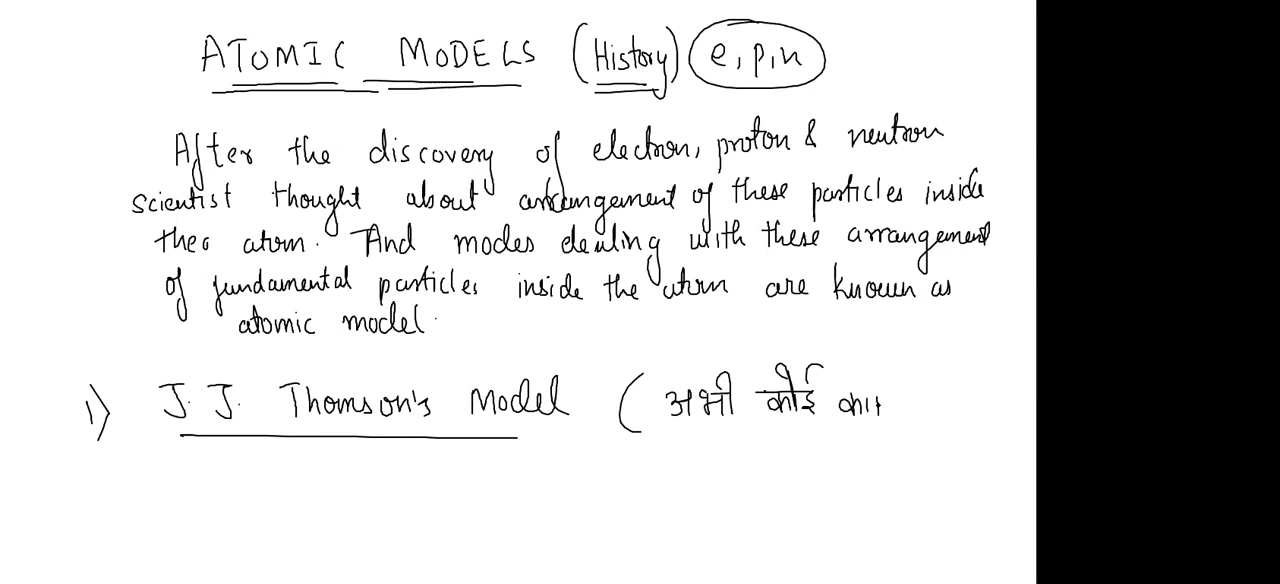 ATOMIC MODELS (History) e, p, n
After the discovery of electron, proton & neutron
scientist thought about arrangement of these particles inside
the atom. And modes dealing with these arrangement
of fundamental particles inside the atom are known as
atomic model.
1) J. J. Thomson's Model ( अभी कोई